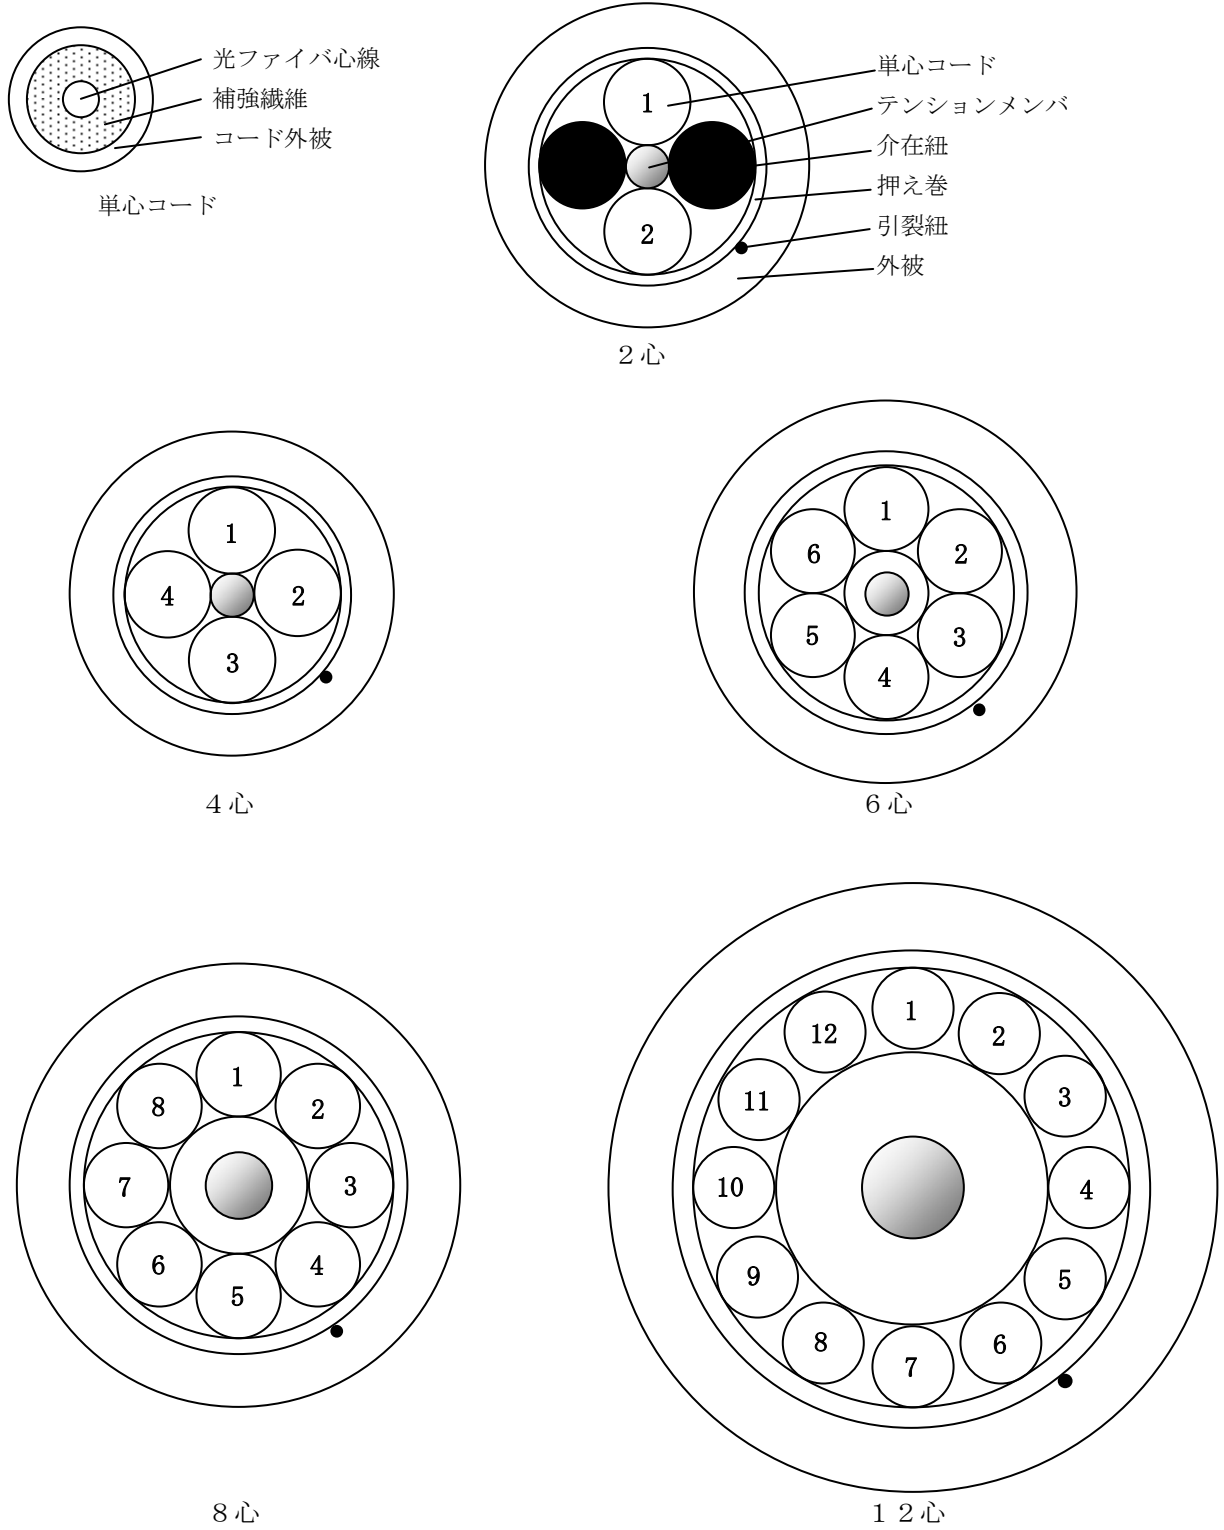 光ファイバ心線
補強繊維
コード外被
単心コード
単心コード
テンションメンバ
介在紐
押え巻
引裂紐
外被
1
2
２心
1
2
3
4
４心
1
2
3
4
5
6
６心
1
2
3
4
5
6
7
8
８心
1
2
3
4
5
6
7
8
9
10
11
12
１２心